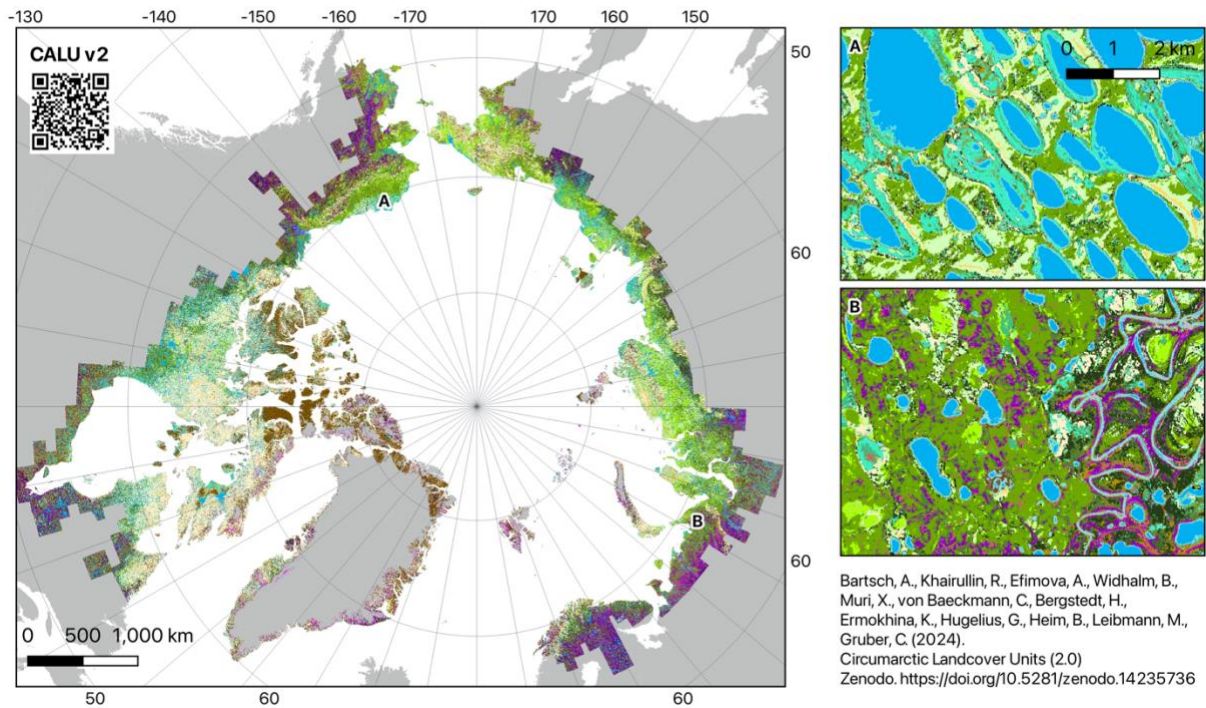 -130 -140 -150 -160 -170 170 160 150
CALU v2
50
60
60
A
B
0 500 1,000 km
50 60 60
A
0 1 2 km
B
Bartsch, A., Khairullin, R., Efimova, A., Widhalm, B.,
Muri, X., von Baeckmann, C., Bergstedt, H.,
Ermokhina, K., Hugelius, G., Heim, B., Leibmann, M.,
Gruber, C. (2024).
Circumarctic Landcover Units (2.0)
Zenodo. https://doi.org/10.5281/zenodo.14235736